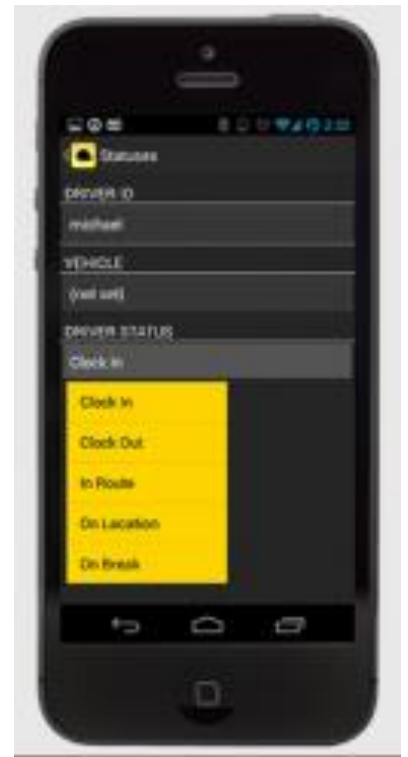 Statuses
DRIVER ID
michael
VEHICLE
(not set)
DRIVER STATUS
Clock in
Clock In
Clock Out
In Route
On Location
On Break